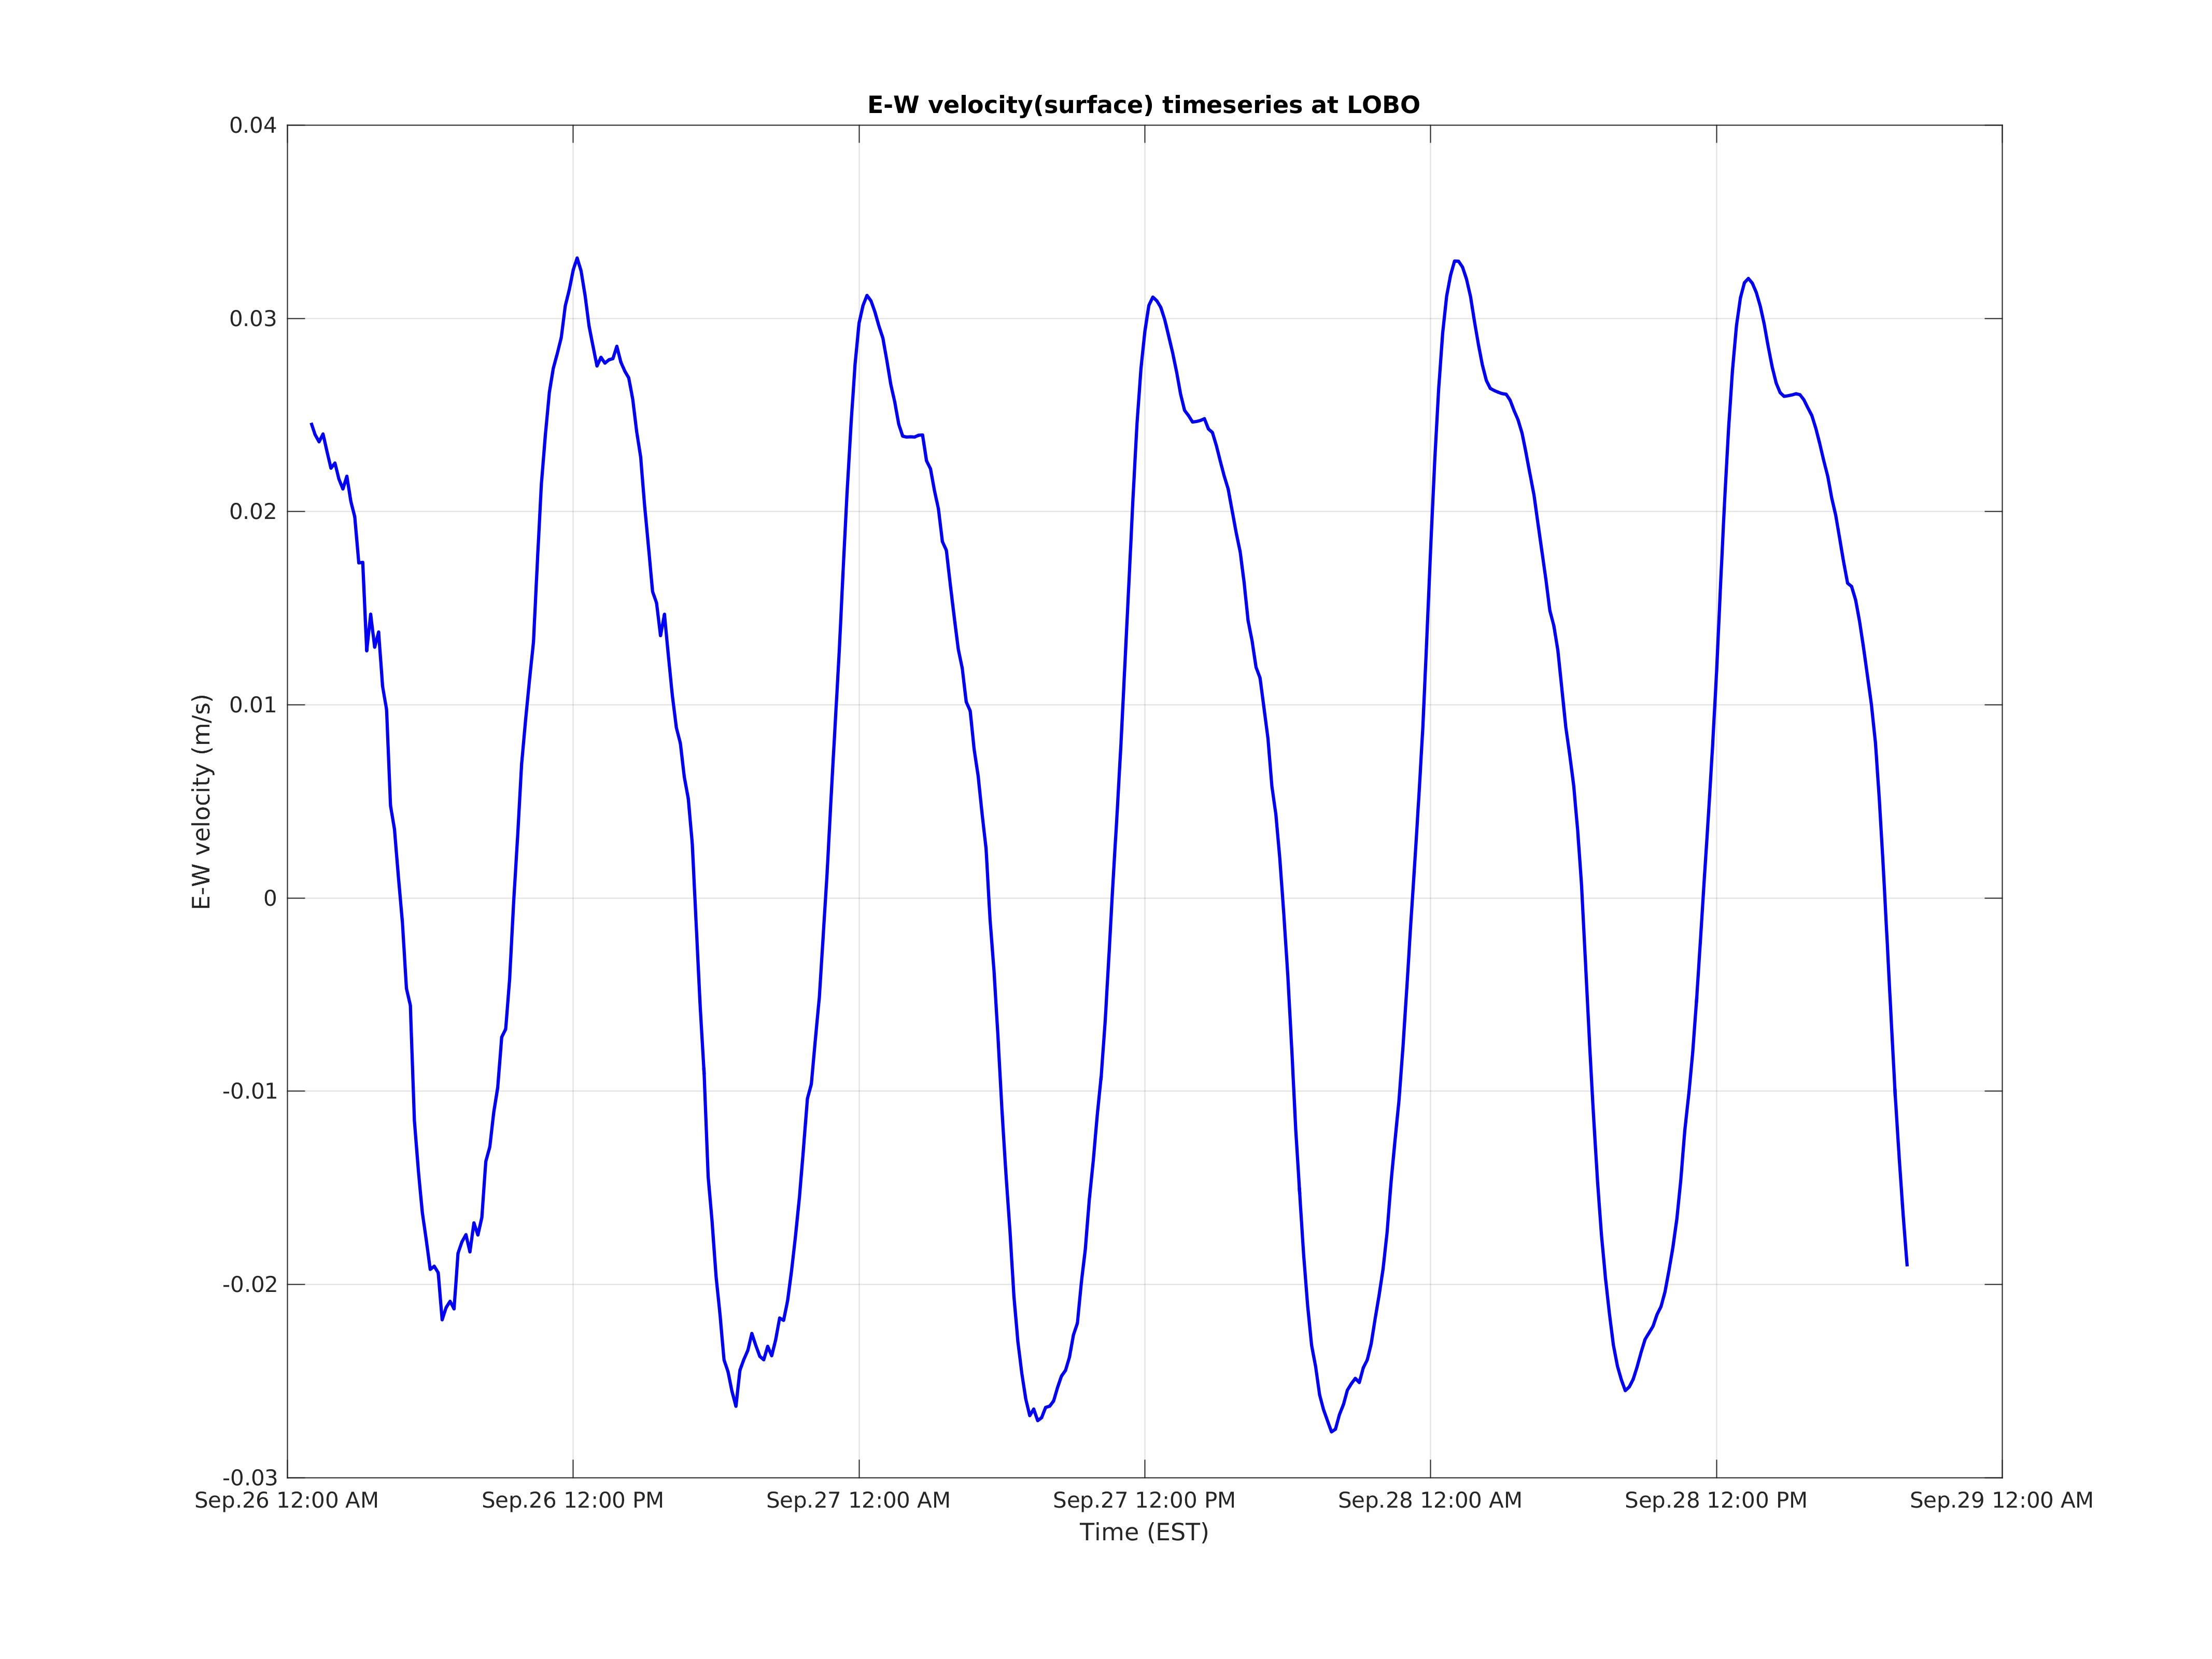 E-W velocity(surface) timeseries at LOBO
0.04
0.03
0.02
0.01
0
-0.01
-0.02
-0.03
E-W velocity (m/s)
Sep.26 12:00 AM Sep.26 12:00 PM Sep.27 12:00 AM Sep.27 12:00 PM Sep.28 12:00 AM Sep.28 12:00 PM Sep.29 12:00 AM
Time (EST)